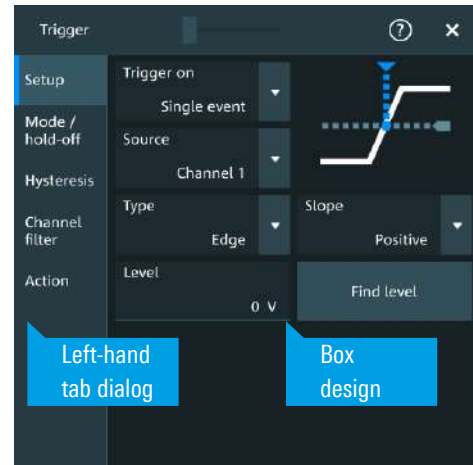 Trigger
?
Setup
Mode /
hold-off
Hysteresis
Channel
filter
Action
Trigger on
Single event
Source
Channel 1
Type
Edge
Slope
Positive
Level
0 V
Find level
Left-hand
tab dialog
Box
design